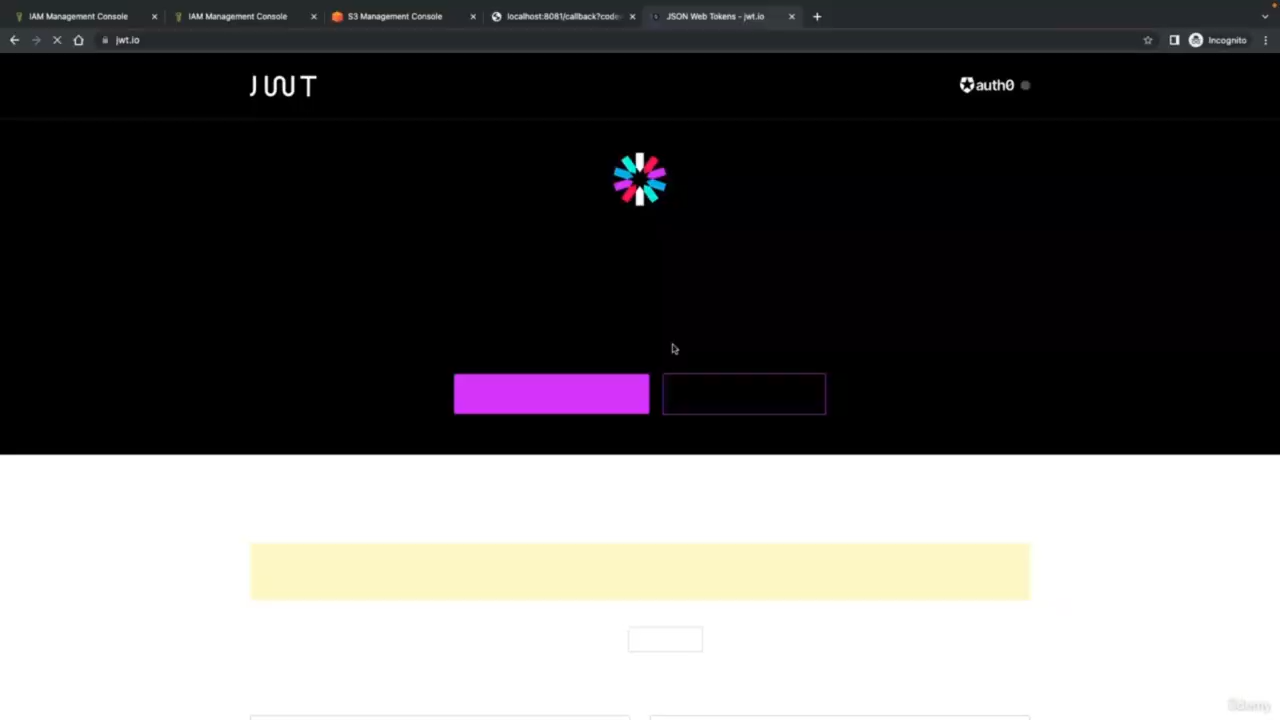 IAM Management Console
IAM Management Console
S3 Management Console
localhost:8081/callback?code
JSON Web Tokens - jwt.io
jwt.io
Incognito
JWT
auth0
ûdemy